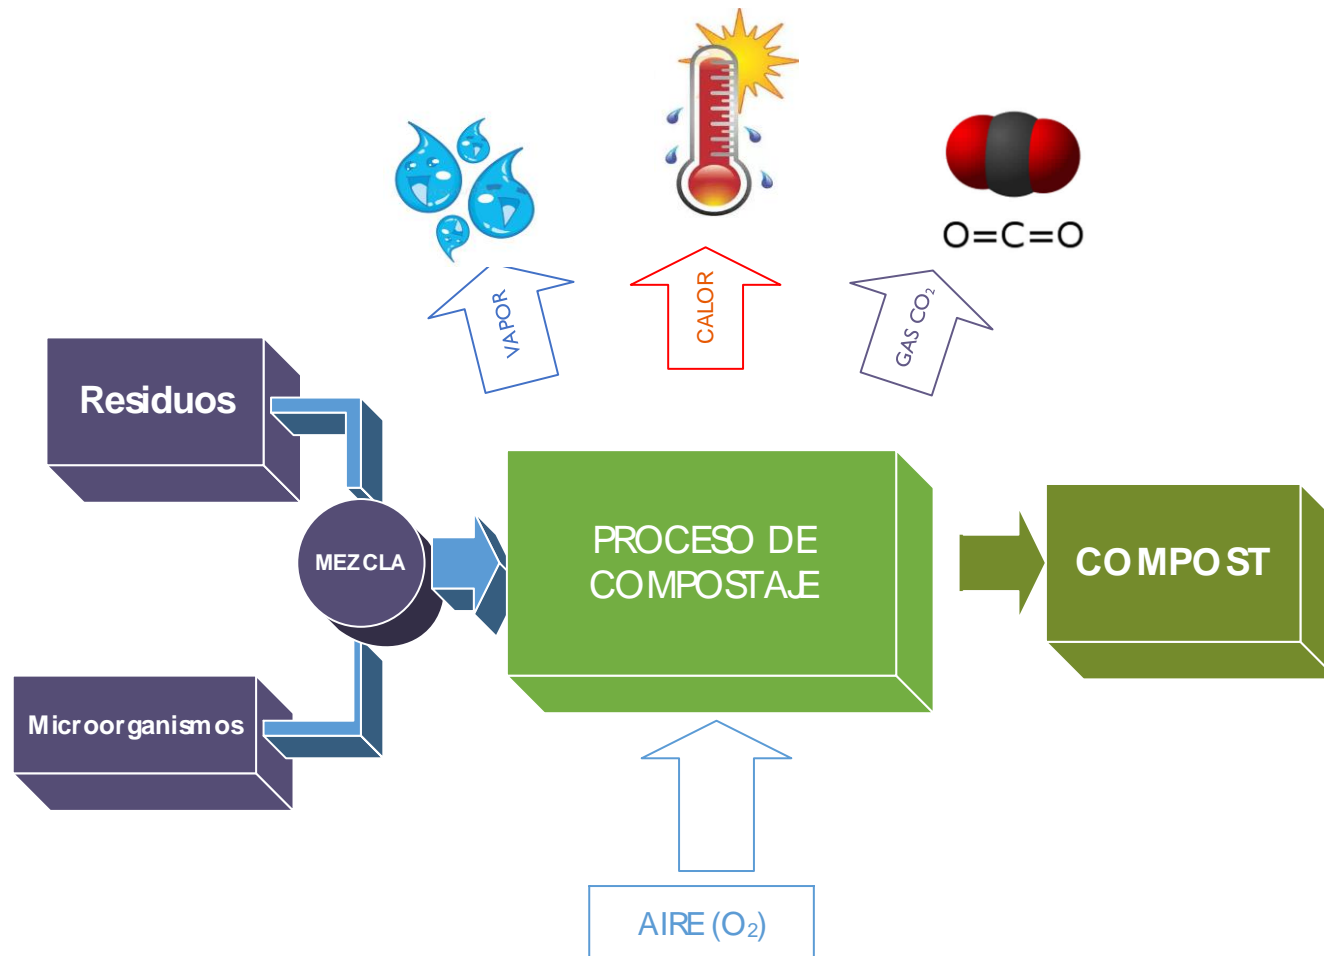 O=C=O
VAPOR
CALOR
GAS CO₂
Residuos
MEZCLA
PROCESO DE
COMPOSTAJE
COMPOST
Microorganismos
AIRE (O₂)